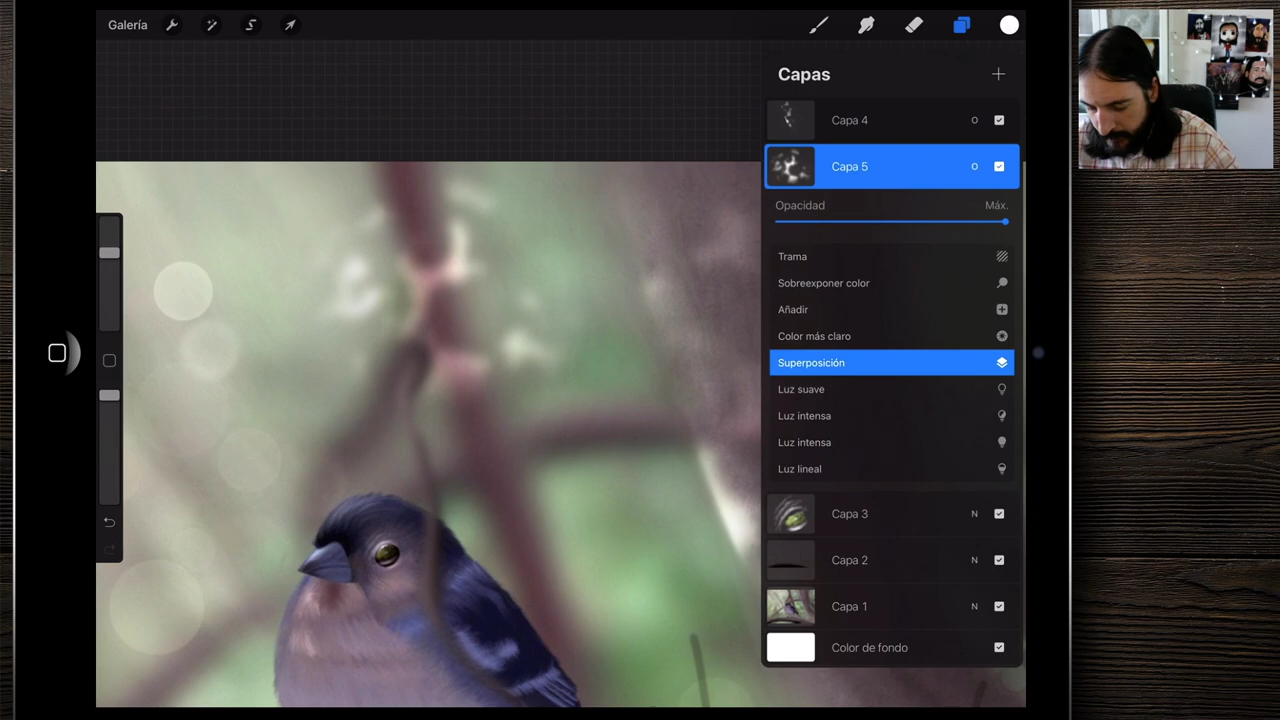 Galería
Capas
Capa 4 O
Capa 5 O
Opacidad Máx.
Trama
Sobreexponer color
Añadir
Color más claro
Superposición
Luz suave
Luz intensa
Luz intensa
Luz lineal
Capa 3 N
Capa 2 N
Capa 1 N
Color de fondo